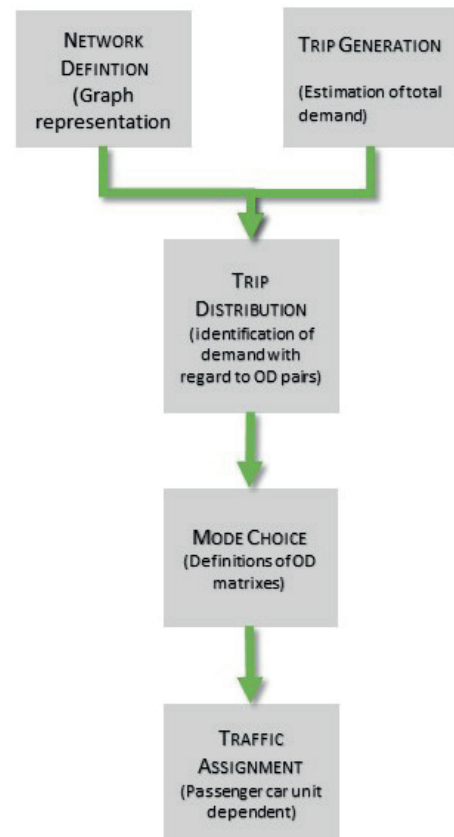 NETWORK
DEFINTION
(Graph
representation
TRIP GENERATION
(Estimation of total
demand)
TRIP
DISTRIBUTION
(identification of
demand with
regard to OD pairs)
MODE CHOICE
(Definitions of OD
matrixes)
TRAFFIC
ASSIGNMENT
(Passenger car unit
dependent)